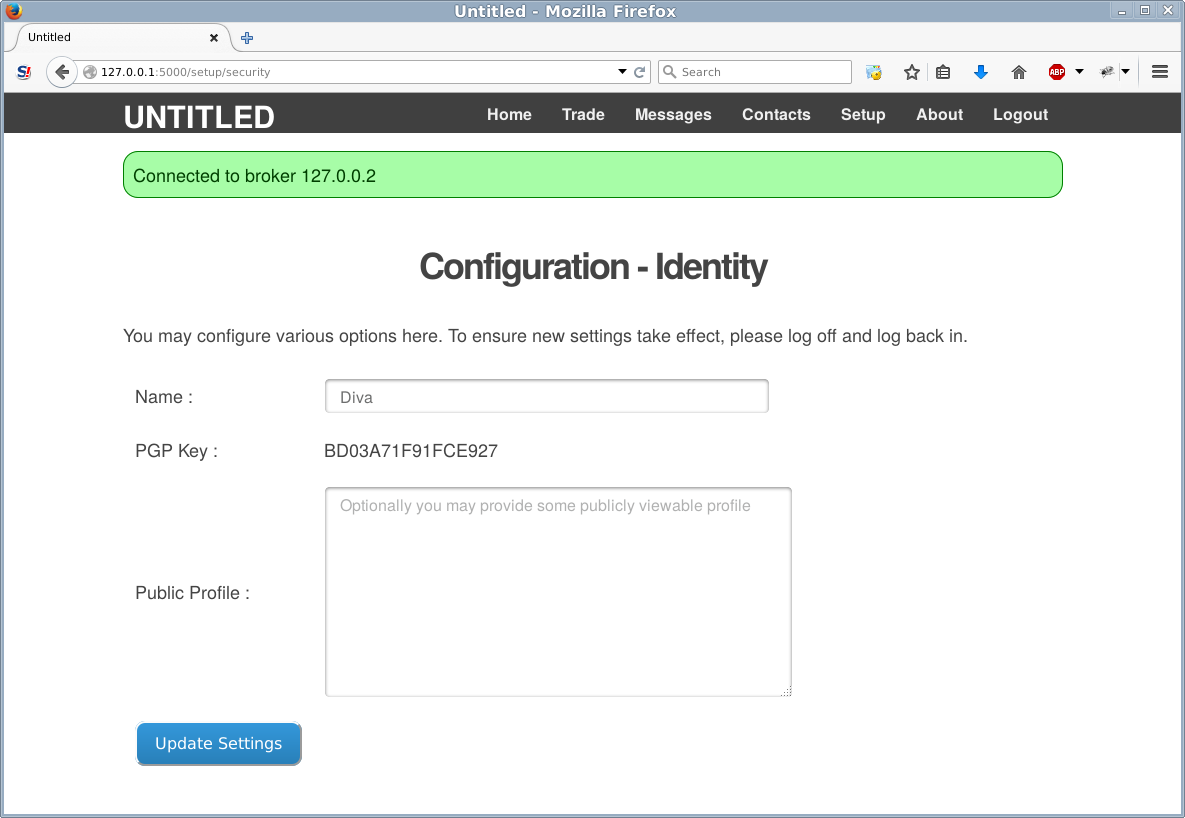 Untitled - Mozilla Firefox
Untitled
S!
127.0.0.1:5000/setup/security
Search
ABP
UNTITLED
Home Trade Messages Contacts Setup About Logout
Connected to broker 127.0.0.2
Configuration - Identity
You may configure various options here. To ensure new settings take effect, please log off and log back in.
Name : Diva
PGP Key : BD03A71F91FCE927
Optionally you may provide some publicly viewable profile
Public Profile :
Update Settings